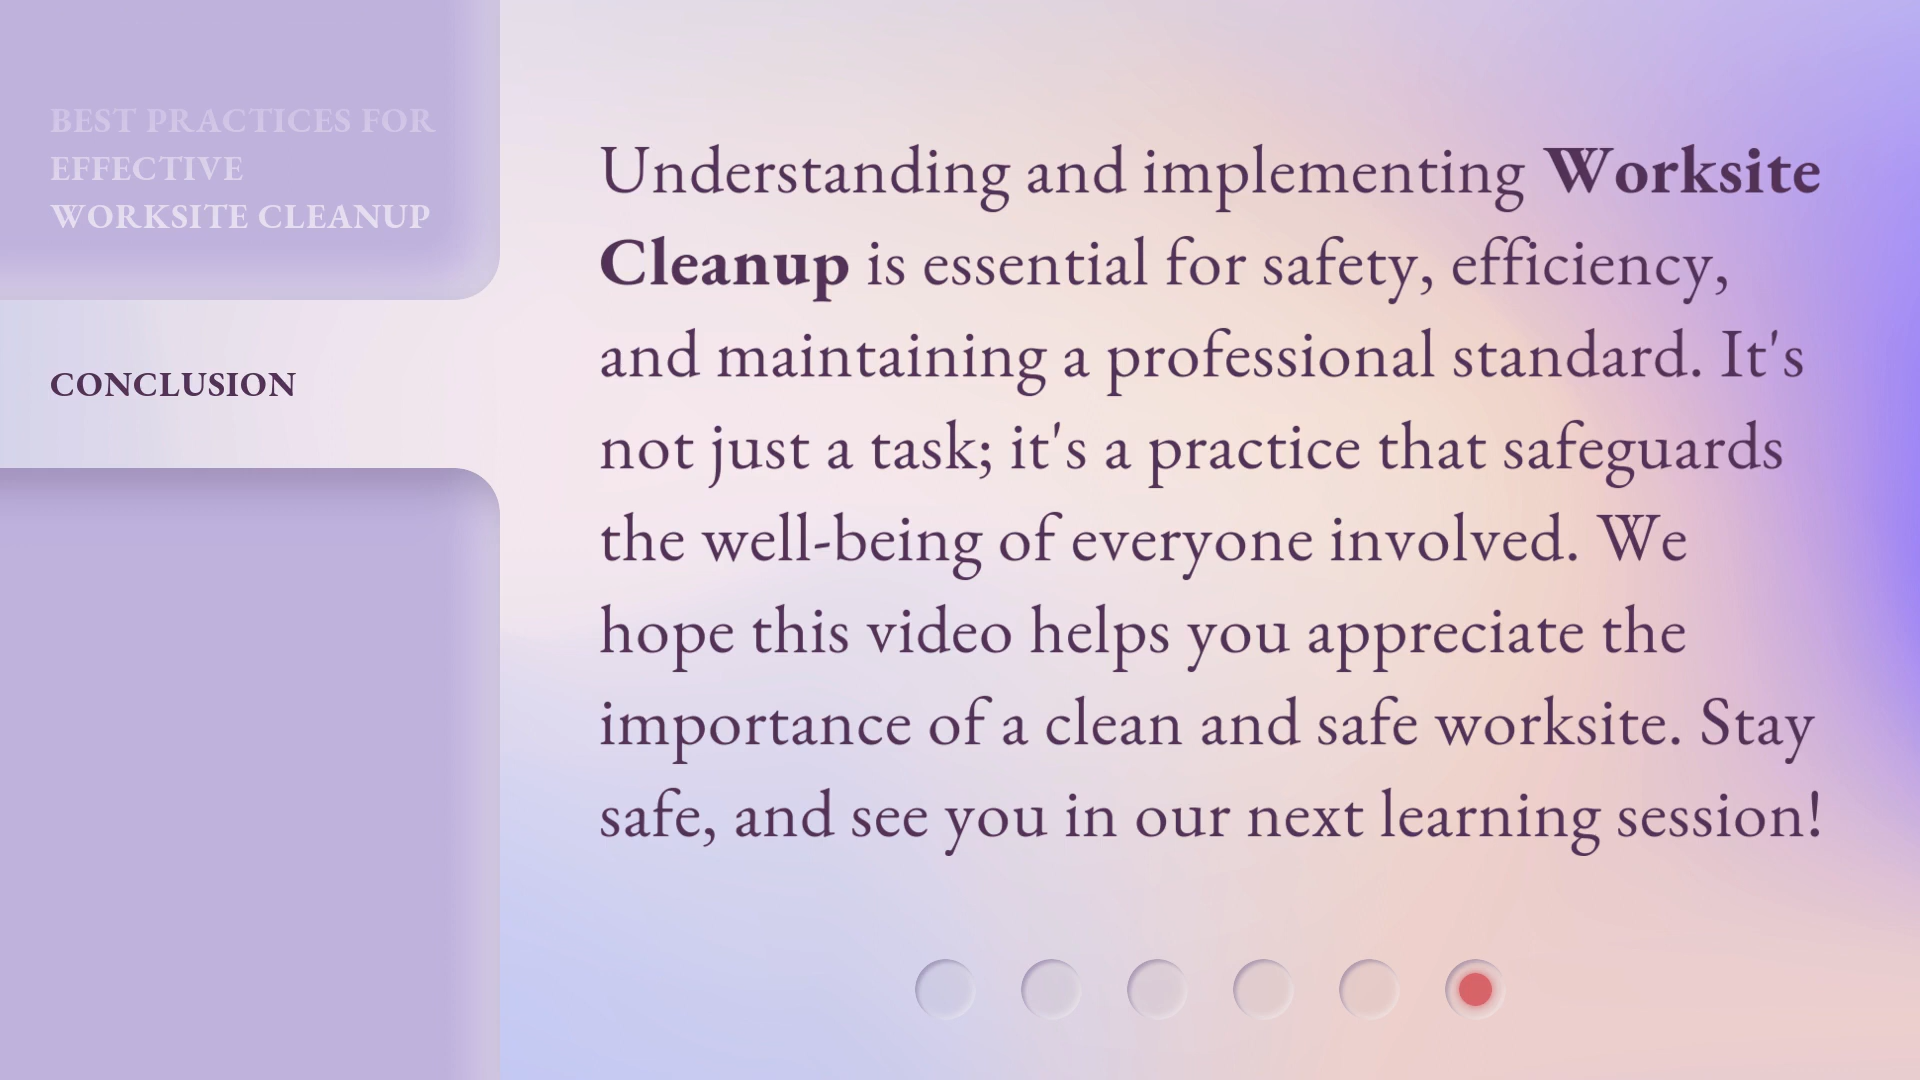 BEST PRACTICES FOR
EFFECTIVE
WORKSITE CLEANUP
CONCLUSION
Understanding and implementing Worksite
Cleanup is essential for safety, efficiency,
and maintaining a professional standard. It's
not just a task; it's a practice that safeguards
the well-being of everyone involved. We
hope this video helps you appreciate the
importance of a clean and safe worksite. Stay
safe, and see you in our next learning session!